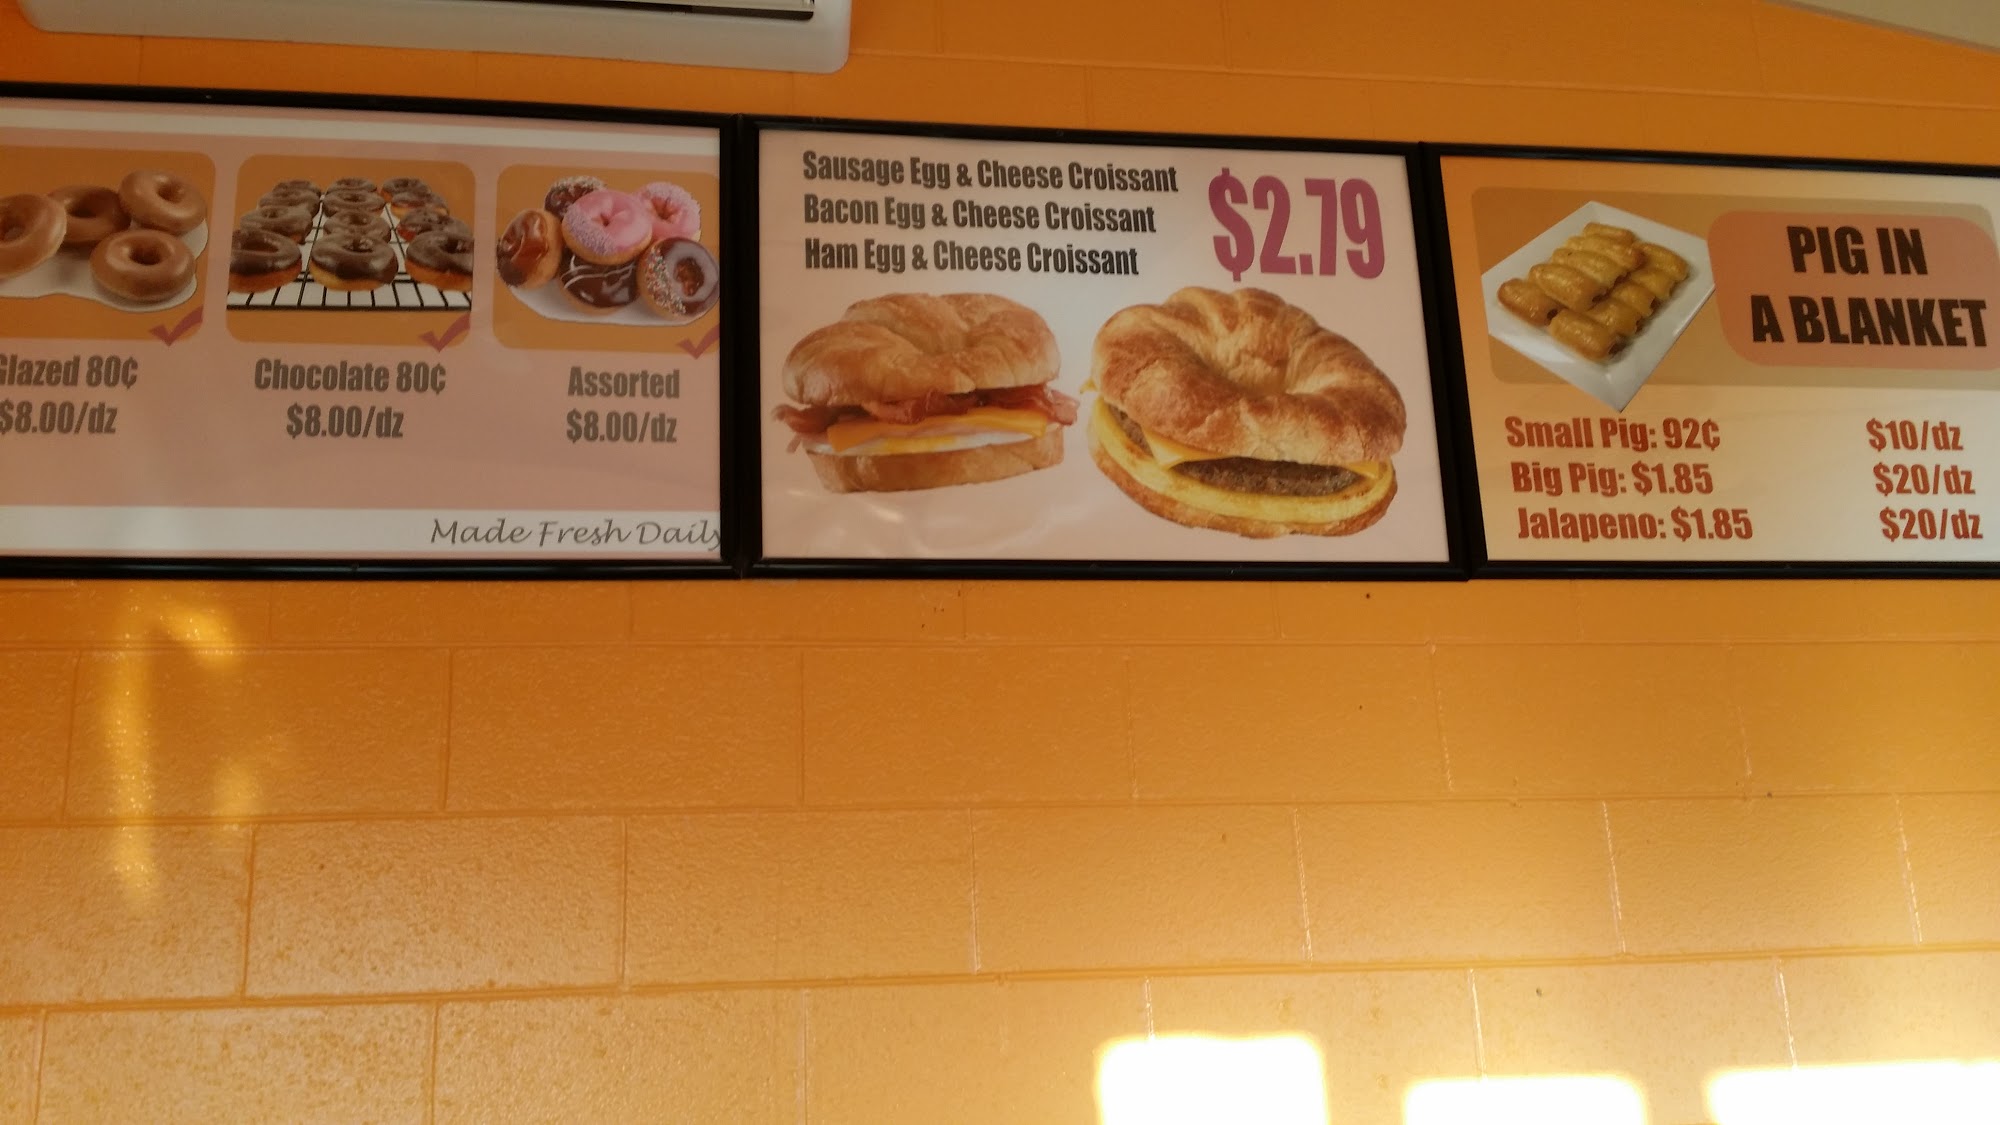 Glazed 80¢
$8.00/dz
Chocolate 80¢
$8.00/dz
Assorted
$8.00/dz
Made Fresh Daily
Sausage Egg & Cheese Croissant
Bacon Egg & Cheese Croissant
Ham Egg & Cheese Croissant
$2.79
PIG IN
A BLANKET
Small Pig: 92¢ $10/dz
Big Pig: $1.85 $20/dz
Jalapeno: $1.85 $20/dz